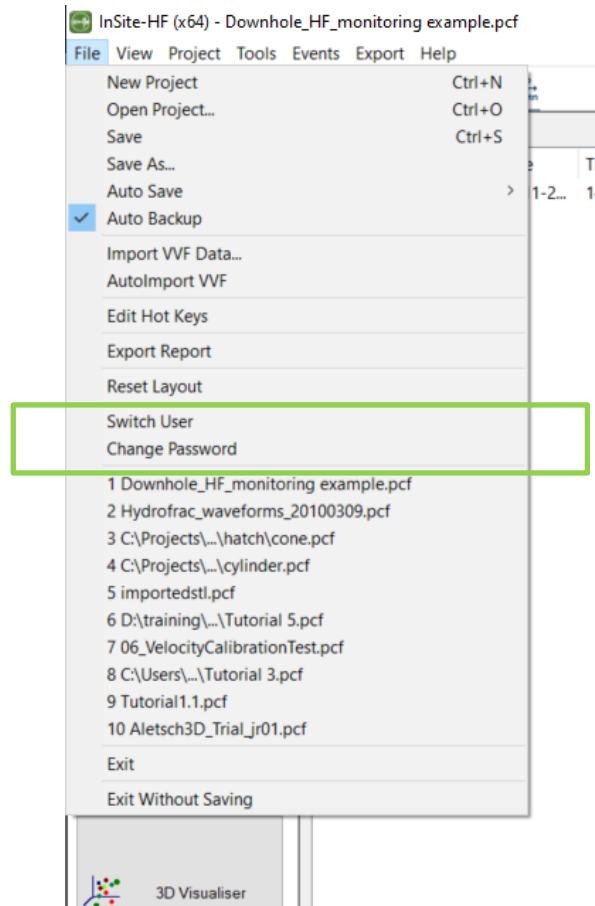 InSite-HF (x64) - Downhole_HF_monitoring example.pcf
File View Project Tools Events Export Help
New Project Ctrl+N
Open Project... Ctrl+O
Save Ctrl+S
Save As...
Auto Save
1-2...
Auto Backup
Import VVF Data...
AutoImport VVF
Edit Hot Keys
Export Report
Reset Layout
Switch User
Change Password
1 Downhole_HF_monitoring example.pcf
2 Hydrofrac_waveforms_20100309.pcf
3 C:\Projects\...\hatch\cone.pcf
4 C:\Projects\...\cylinder.pcf
5 importedstl.pcf
6 D:\training\...\Tutorial 5.pcf
7 06_VelocityCalibrationTest.pcf
8 C:\Users\...\Tutorial 3.pcf
9 Tutorial1.1.pcf
10 Aletsch3D_Trial_jr01.pcf
Exit
Exit Without Saving
3D Visualiser